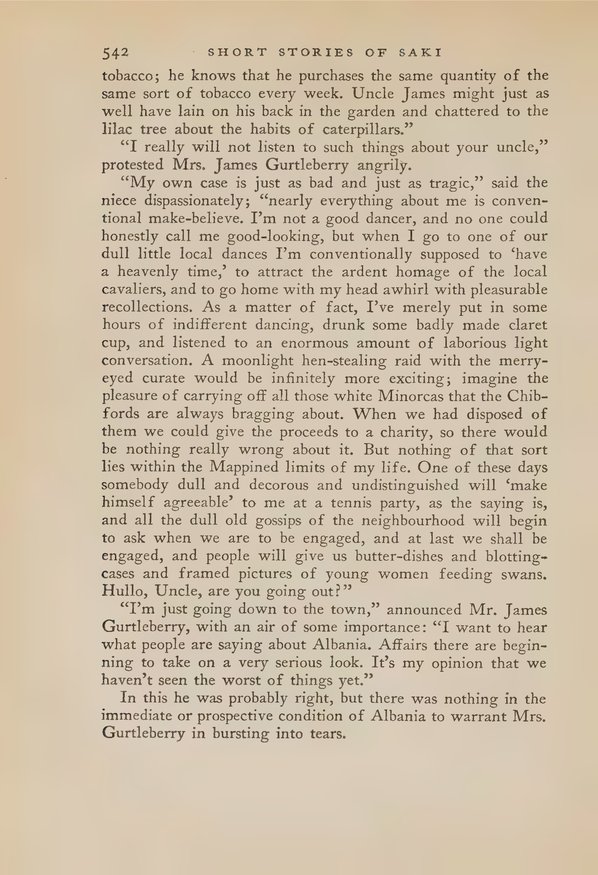 542 SHORT STORIES OF SAKI
tobacco; he knows that he purchases the same quantity of the
same sort of tobacco every week. Uncle James might just as
well have lain on his back in the garden and chattered to the
lilac tree about the habits of caterpillars.”
“I really will not listen to such things about your uncle,”
protested Mrs. James Gurtleberry angrily.
“My own case is just as bad and just as tragic,” said the
niece dispassionately; “nearly everything about me is conven-
tional make-believe. I’m not a good dancer, and no one could
honestly call me good-looking, but when I go to one of our
dull little local dances I’m conventionally supposed to ‘have
a heavenly time,’ to attract the ardent homage of the local
cavaliers, and to go home with my head awhirl with pleasurable
recollections. As a matter of fact, I’ve merely put in some
hours of indifferent dancing, drunk some badly made claret
cup, and listened to an enormous amount of laborious light
conversation. A moonlight hen-stealing raid with the merry-
eyed curate would be infinitely more exciting; imagine the
pleasure of carrying off all those white Minorcas that the Chib-
fords are always bragging about. When we had disposed of
them we could give the proceeds to a charity, so there would
be nothing really wrong about it. But nothing of that sort
lies within the Mappined limits of my life. One of these days
somebody dull and decorous and undistinguished will ‘make
himself agreeable’ to me at a tennis party, as the saying is,
and all the dull old gossips of the neighbourhood will begin
to ask when we are to be engaged, and at last we shall be
engaged, and people will give us butter-dishes and blotting-
cases and framed pictures of young women feeding swans.
Hullo, Uncle, are you going out?”
“I’m just going down to the town,” announced Mr. James
Gurtleberry, with an air of some importance: “I want to hear
what people are saying about Albania. Affairs there are begin-
ning to take on a very serious look. It’s my opinion that we
haven’t seen the worst of things yet.”
In this he was probably right, but there was nothing in the
immediate or prospective condition of Albania to warrant Mrs.
Gurtleberry in bursting into tears.